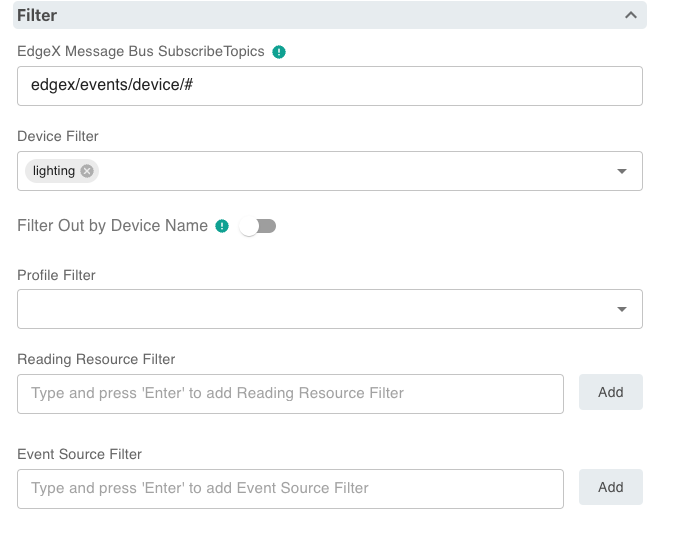 Filter
EdgeX Message Bus SubscribeTopics
edgex/events/device/#
Device Filter
lighting
Filter Out by Device Name
Profile Filter
Reading Resource Filter
Type and press 'Enter' to add Reading Resource Filter
Add
Event Source Filter
Type and press 'Enter' to add Event Source Filter
Add